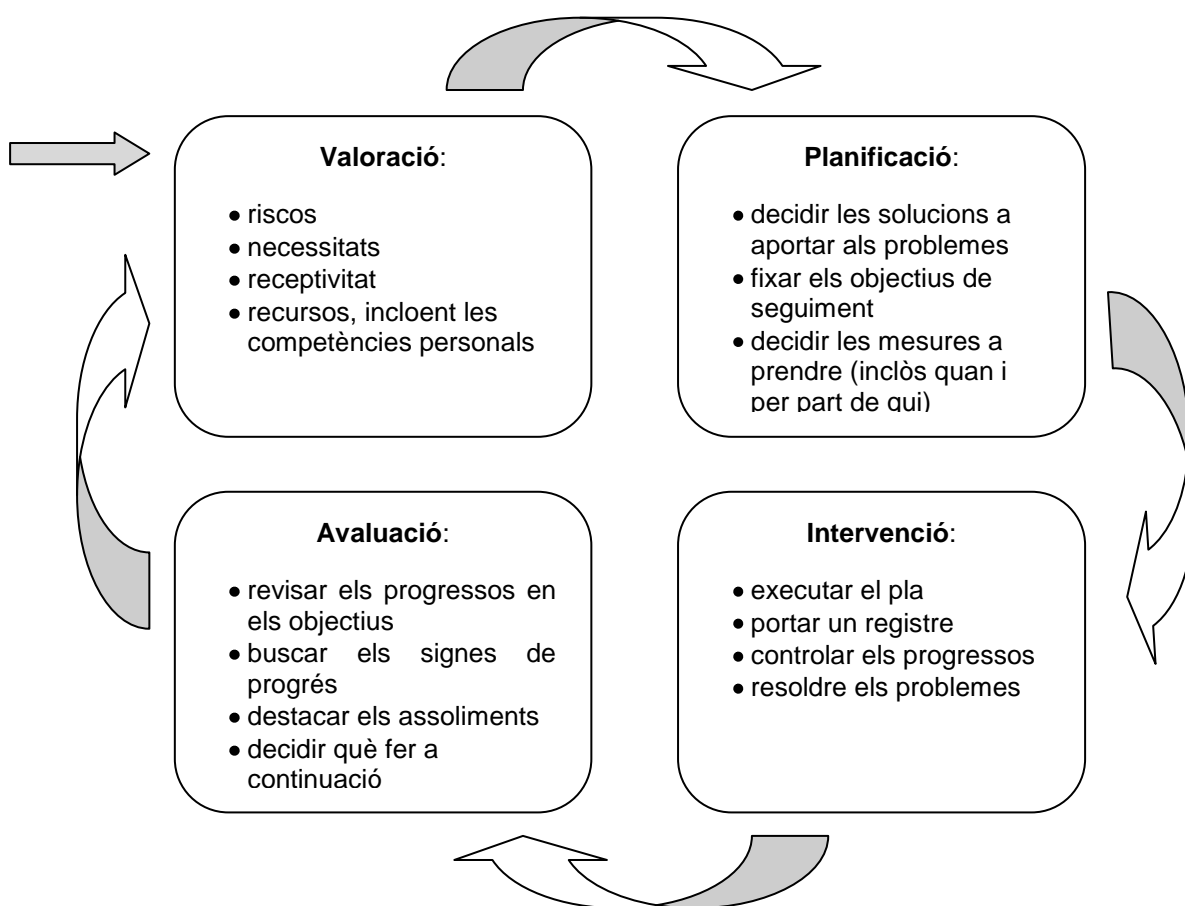 Valoració:
• riscos
• necessitats
• receptivitat
• recursos, incloent les
competències personals
Planificació:
• decidir les solucions a
aportar als problemes
• fixar els objectius de
seguiment
• decidir les mesures a
prendre (inclòs quan i
per part de qui)
Avaluació:
• revisar els progressos en
els objectius
• buscar els signes de
progrés
• destacar els assoliments
• decidir què fer a
continuació
Intervenció:
• executar el pla
• portar un registre
• controlar els progressos
• resoldre els problemes